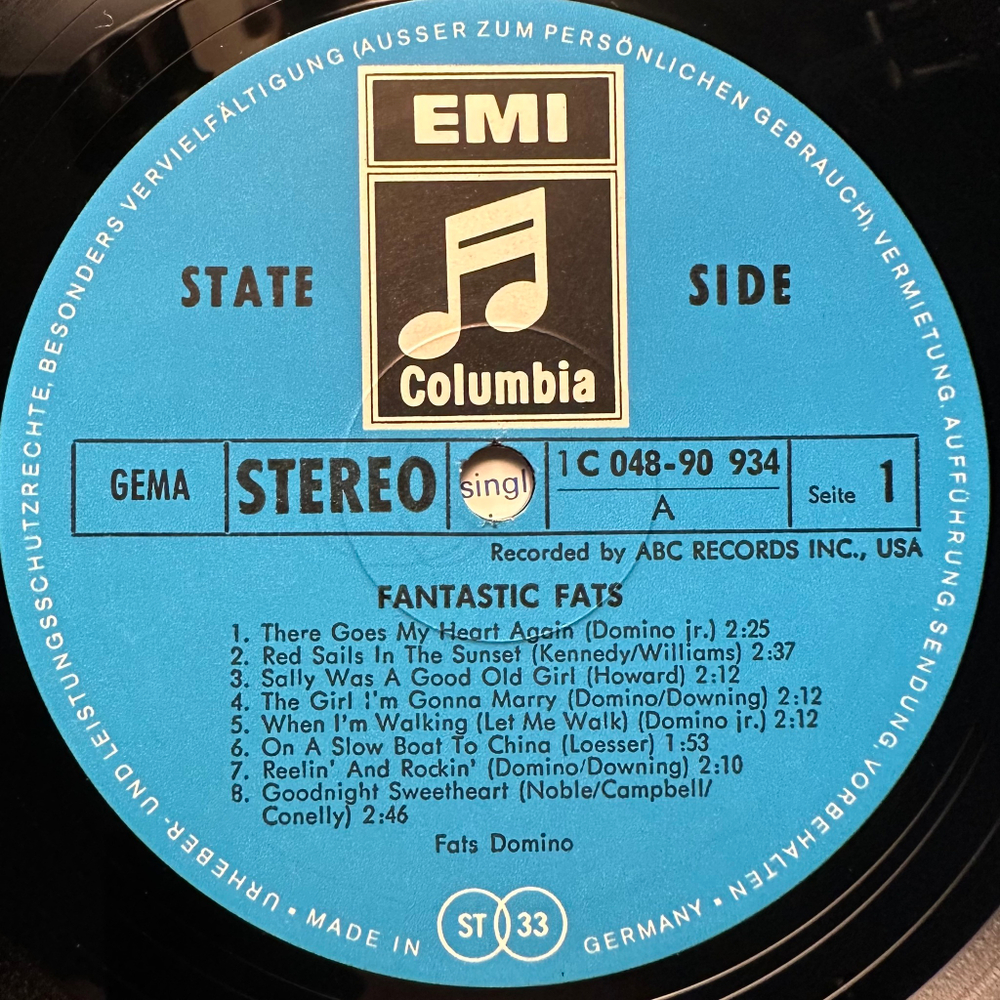 URHEBER- UND LEISTUNGSSCHUTZRECHTE, BESONDERS VERVIELFÄLTIGUNG (AUSSER ZUM PERSÖNLICHEN GEBRAUCH), VERMIETUNG, AUFFÜHRUNG, SENDUNG, VORBEHALTEN
EMI
STATE SIDE
Columbia
GEMA STEREO singl 1 C 048-90 934 Seite 1
A
Recorded by ABC RECORDS INC., USA
FANTASTIC FATS
1. There Goes My Heart Again (Domino jr.) 2:25
2. Red Sails In The Sunset (Kennedy/Williams) 2:37
3. Sally Was A Good Old Girl (Howard) 2:12
4. The Girl I'm Gonna Marry (Domino/Downing) 2:12
5. When I'm Walking (Let Me Walk) (Domino jr.) 2:12
6. On A Slow Boat To China (Loesser) 1:53
7. Reelin' And Rockin' (Domino/Downing) 2:10
8. Goodnight Sweetheart (Noble/Campbell/
Conelly) 2:46
Fats Domino
ST 33
• MADE IN GERMANY •